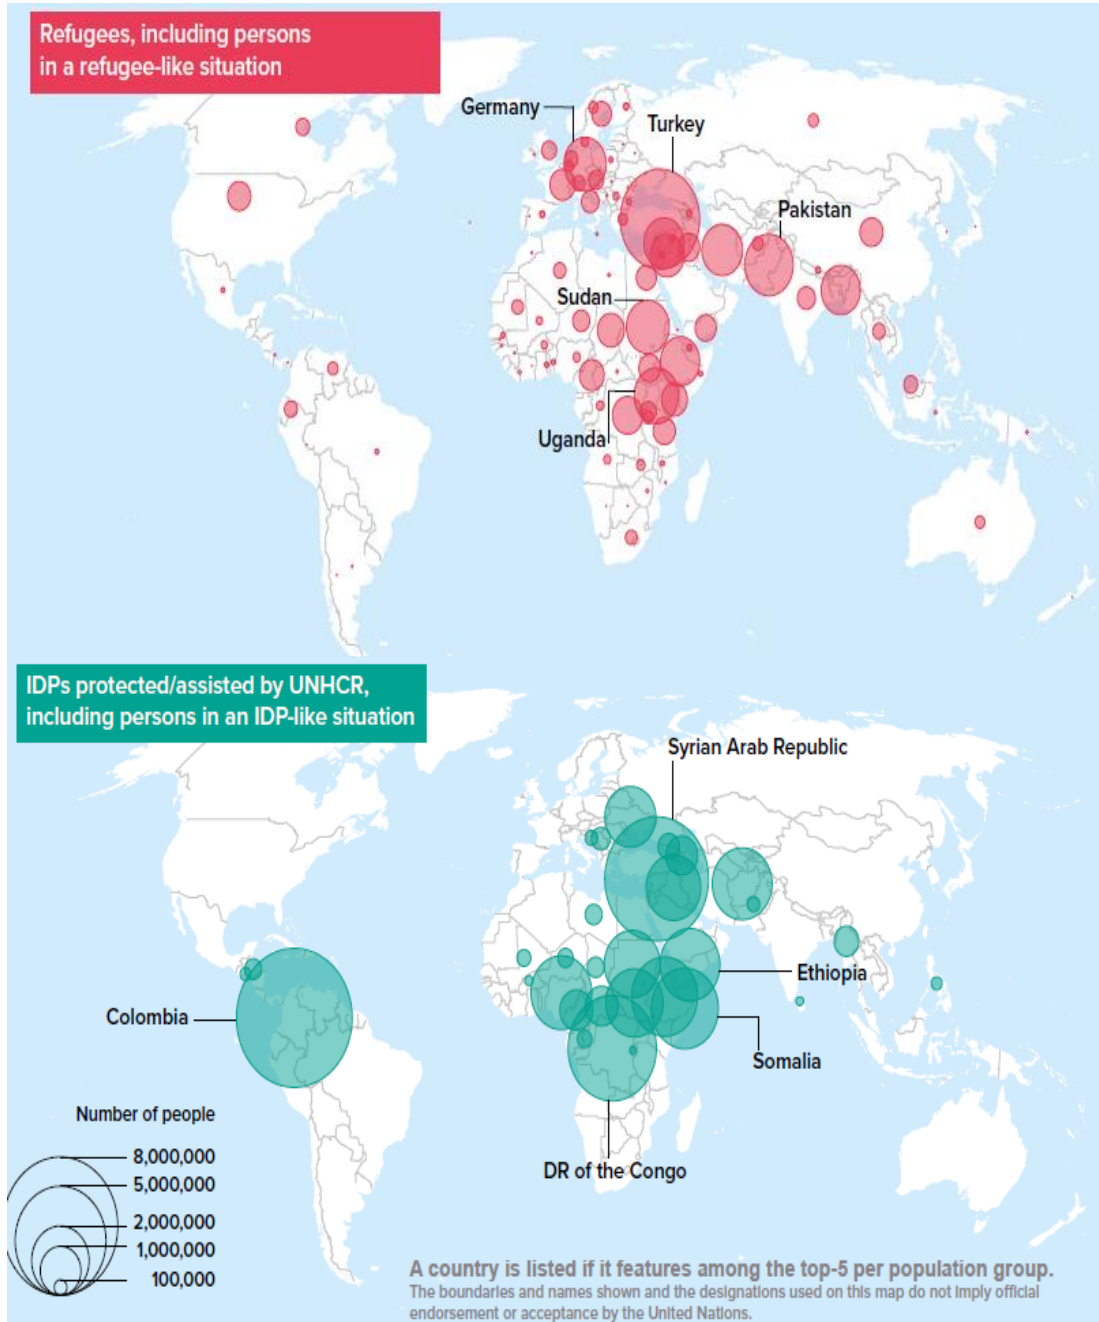 Refugees, including persons
in a refugee-like situation
Germany
Turkey
Pakistan
Sudan
Uganda
IDPs protected/assisted by UNHCR,
including persons in an IDP-like situation
Syrian Arab Republic
Ethiopia
Colombia
Somalia
DR of the Congo
Number of people
8,000,000
5,000,000
2,000,000
1,000,000
100,000
A country is listed if it features among the top-5 per population group.
The boundaries and names shown and the designations used on this map do not imply official
endorsement or acceptance by the United Nations.